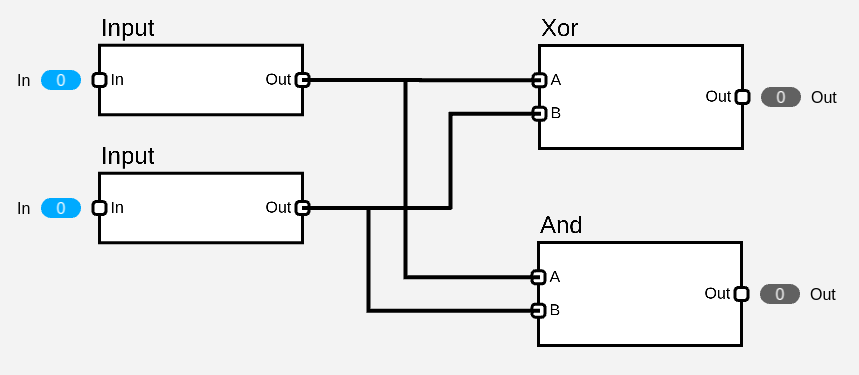 Input
In 0 In Out
Input
In 0 In Out
Xor
A
B
Out 0 Out
And
A
B
Out 0 Out